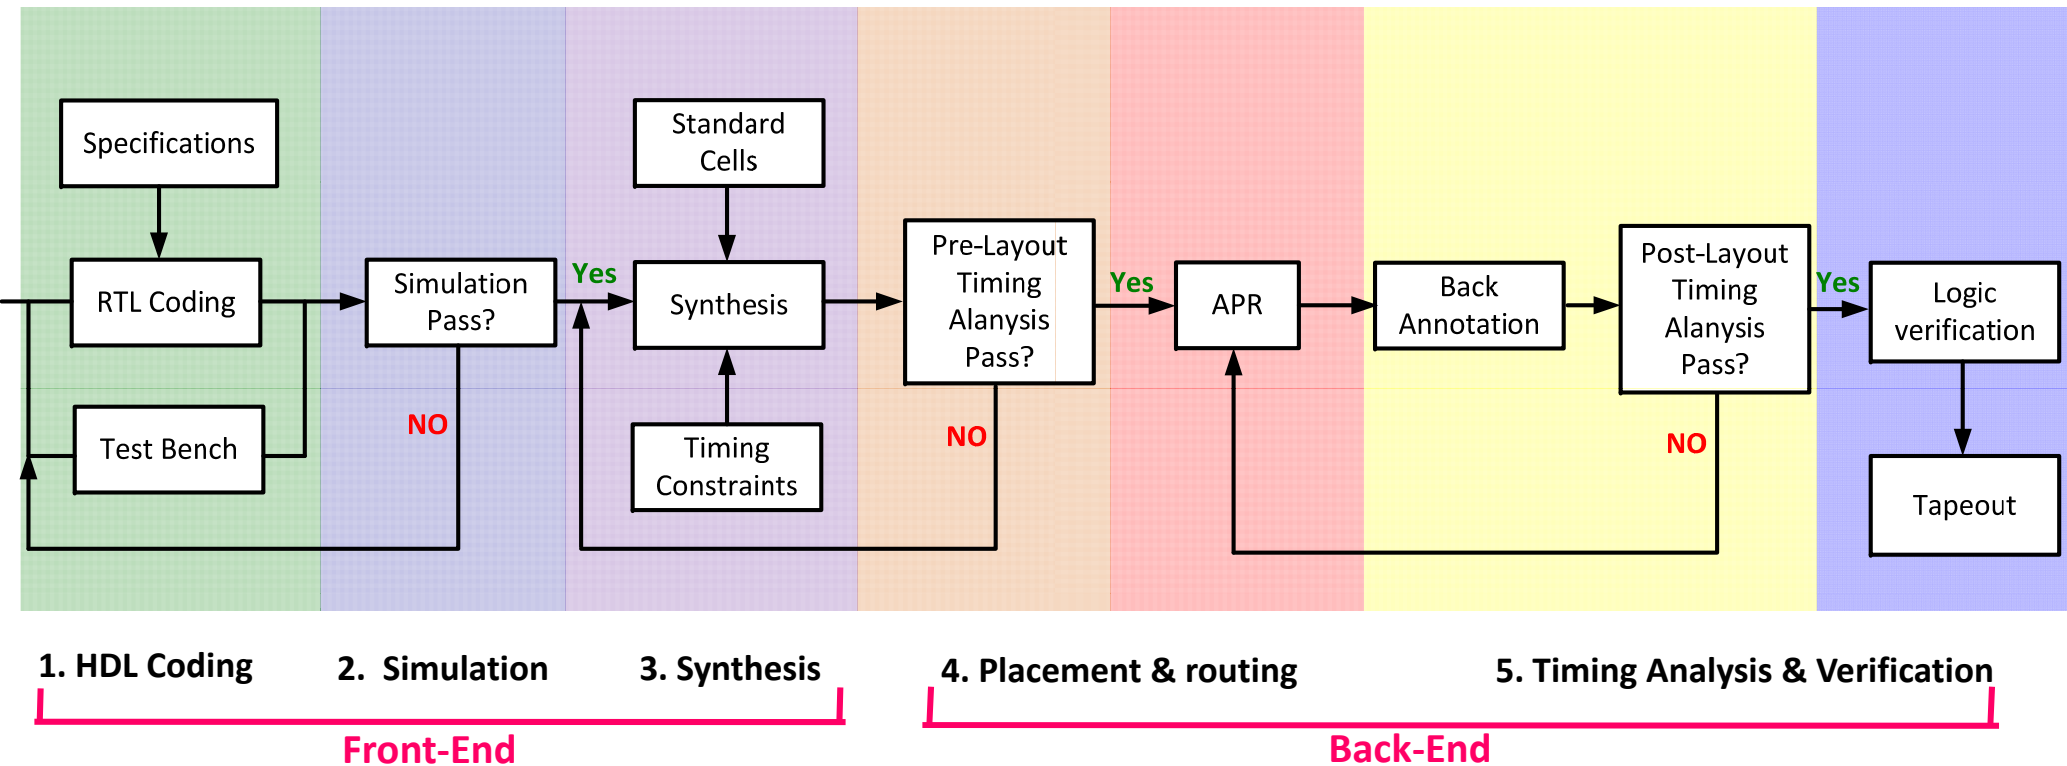 Specifications
RTL Coding
Test Bench
Simulation
Pass?
NO
Yes
Standard
Cells
Synthesis
Timing
Constraints
Pre-Layout
Timing
Alanysis
Pass?
NO
Yes
APR
Back
Annotation
Post-Layout
Timing
Alanysis
Pass?
NO
Yes
Logic
verification
Tapeout
1. HDL Coding
2. Simulation
3. Synthesis
4. Placement & routing
5. Timing Analysis & Verification
Front-End
Back-End